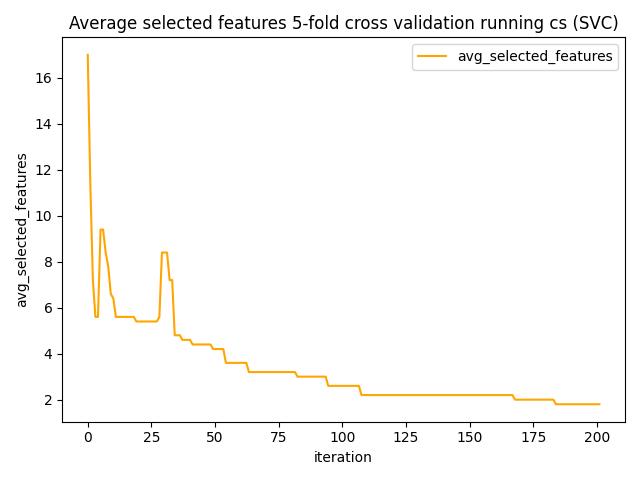 Average selected features 5-fold cross validation running cs (SVC)
avg_selected_features
avg_selected_features
16
14
12
10
8
6
4
2
0 25 50 75 100 125 150 175 200
iteration